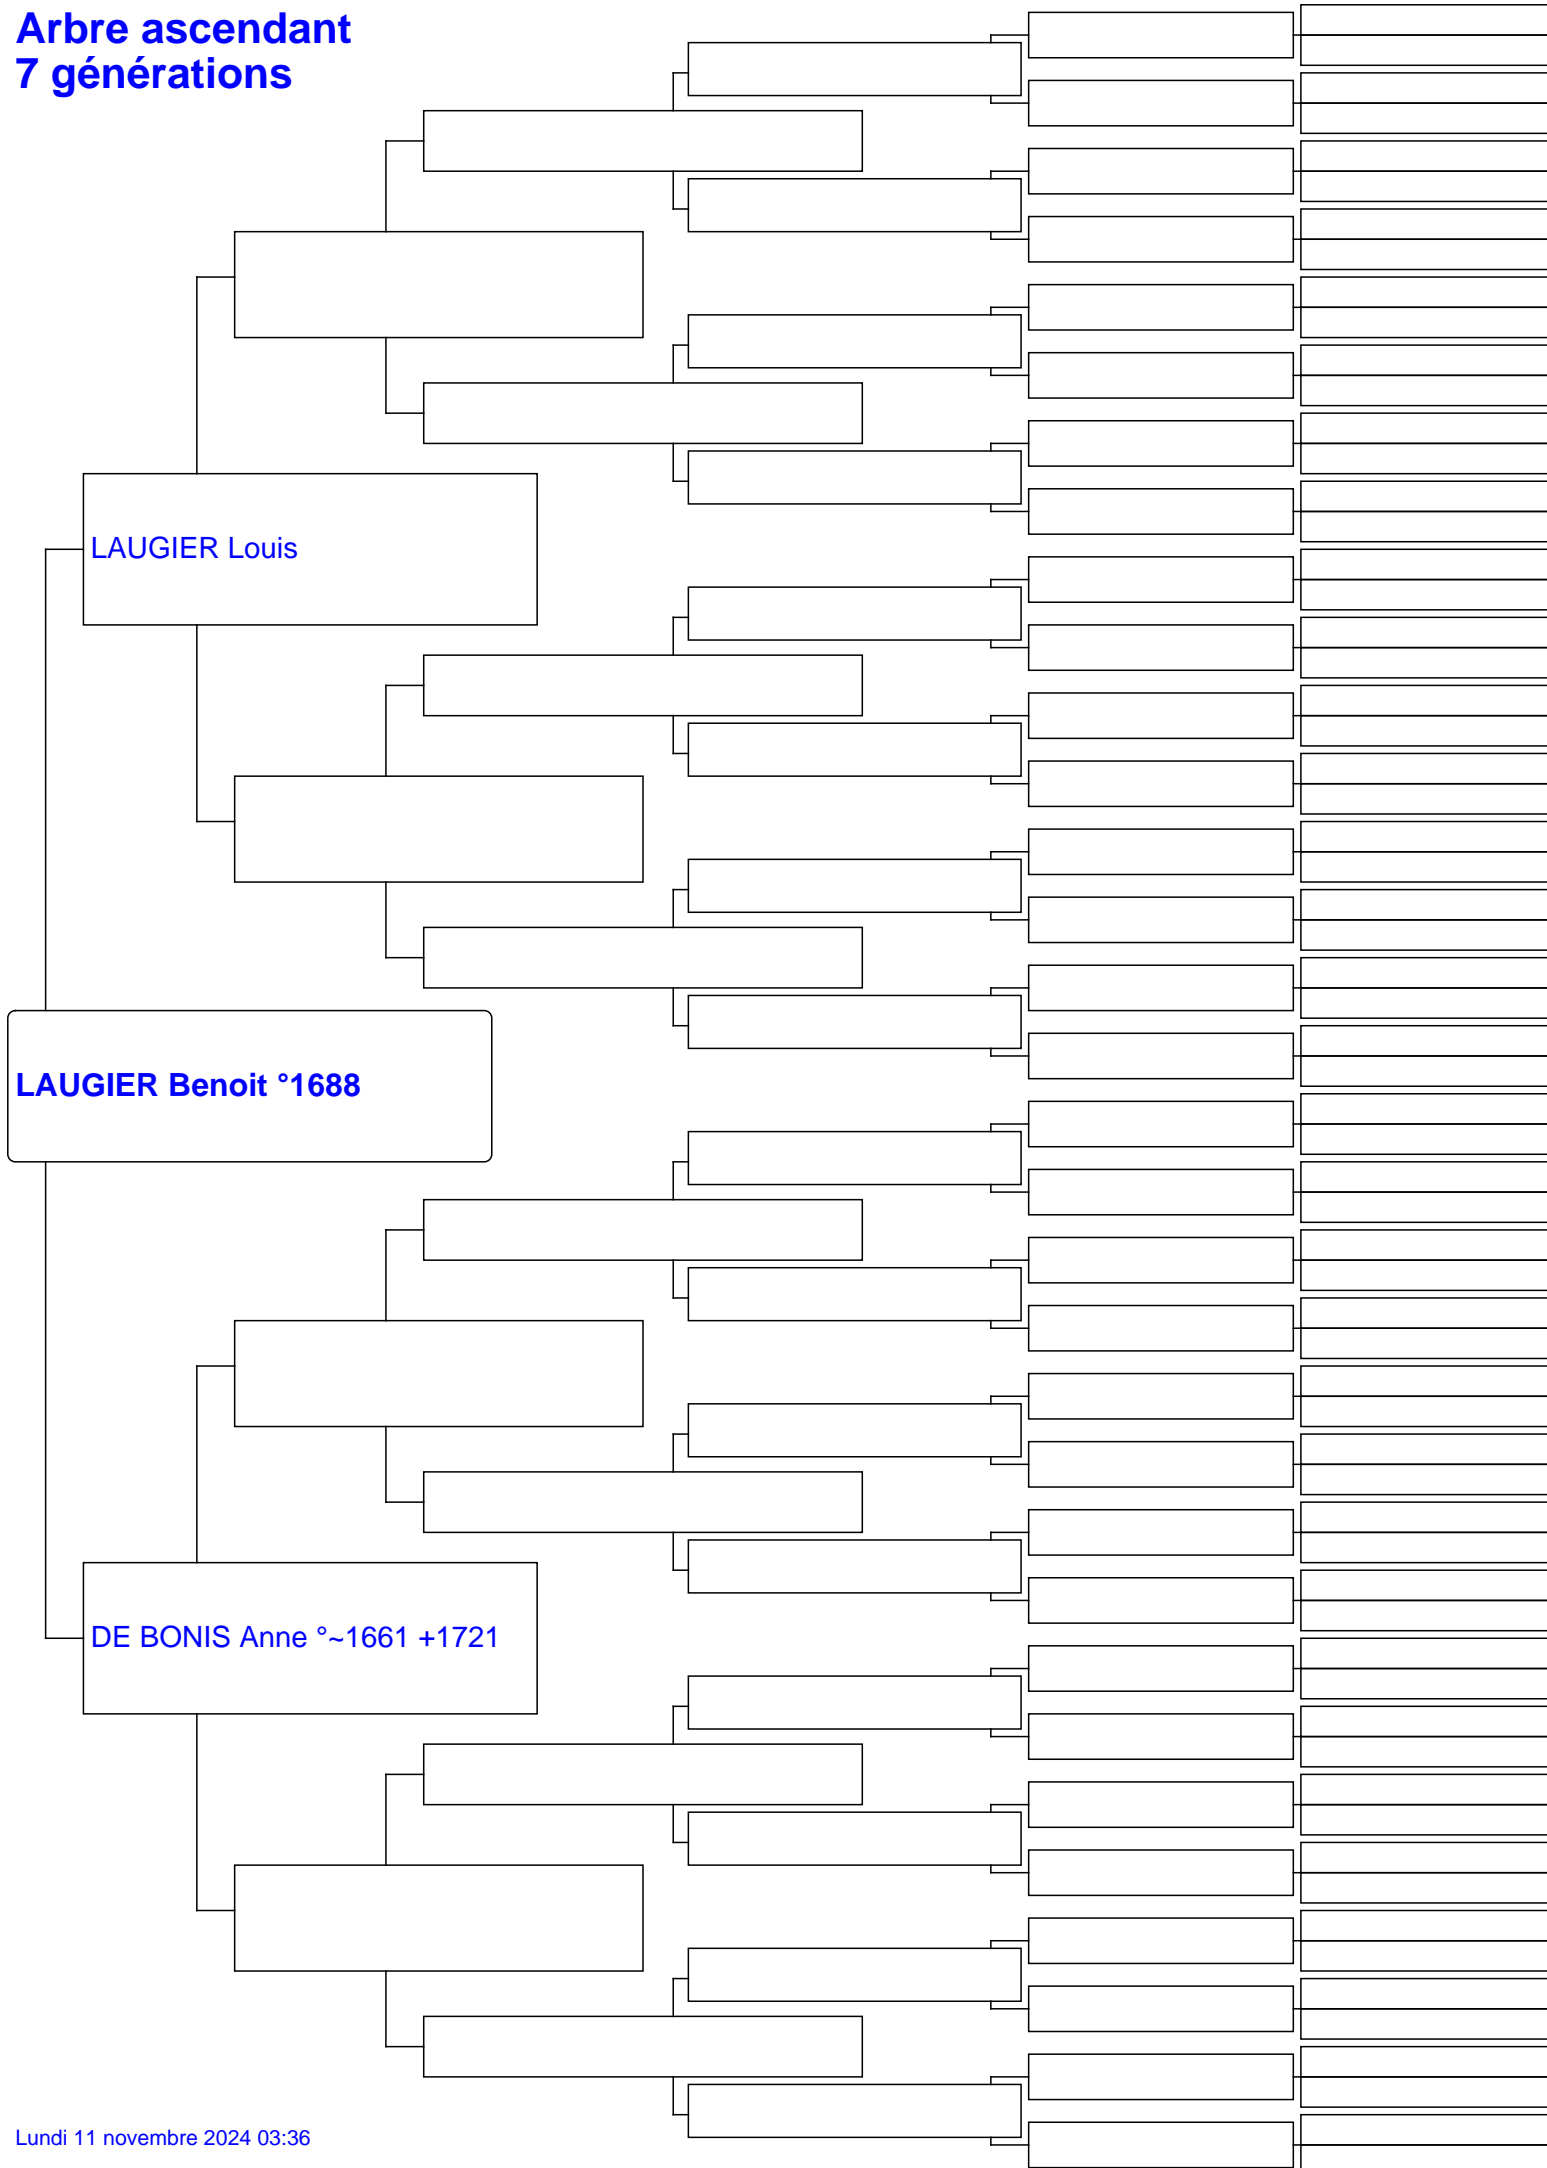 Arbre ascendant
7 générations
LAUGIER Louis
LAUGIER Benoit °1688
DE BONIS Anne °~1661 +1721
Lundi 11 novembre 2024 03:36